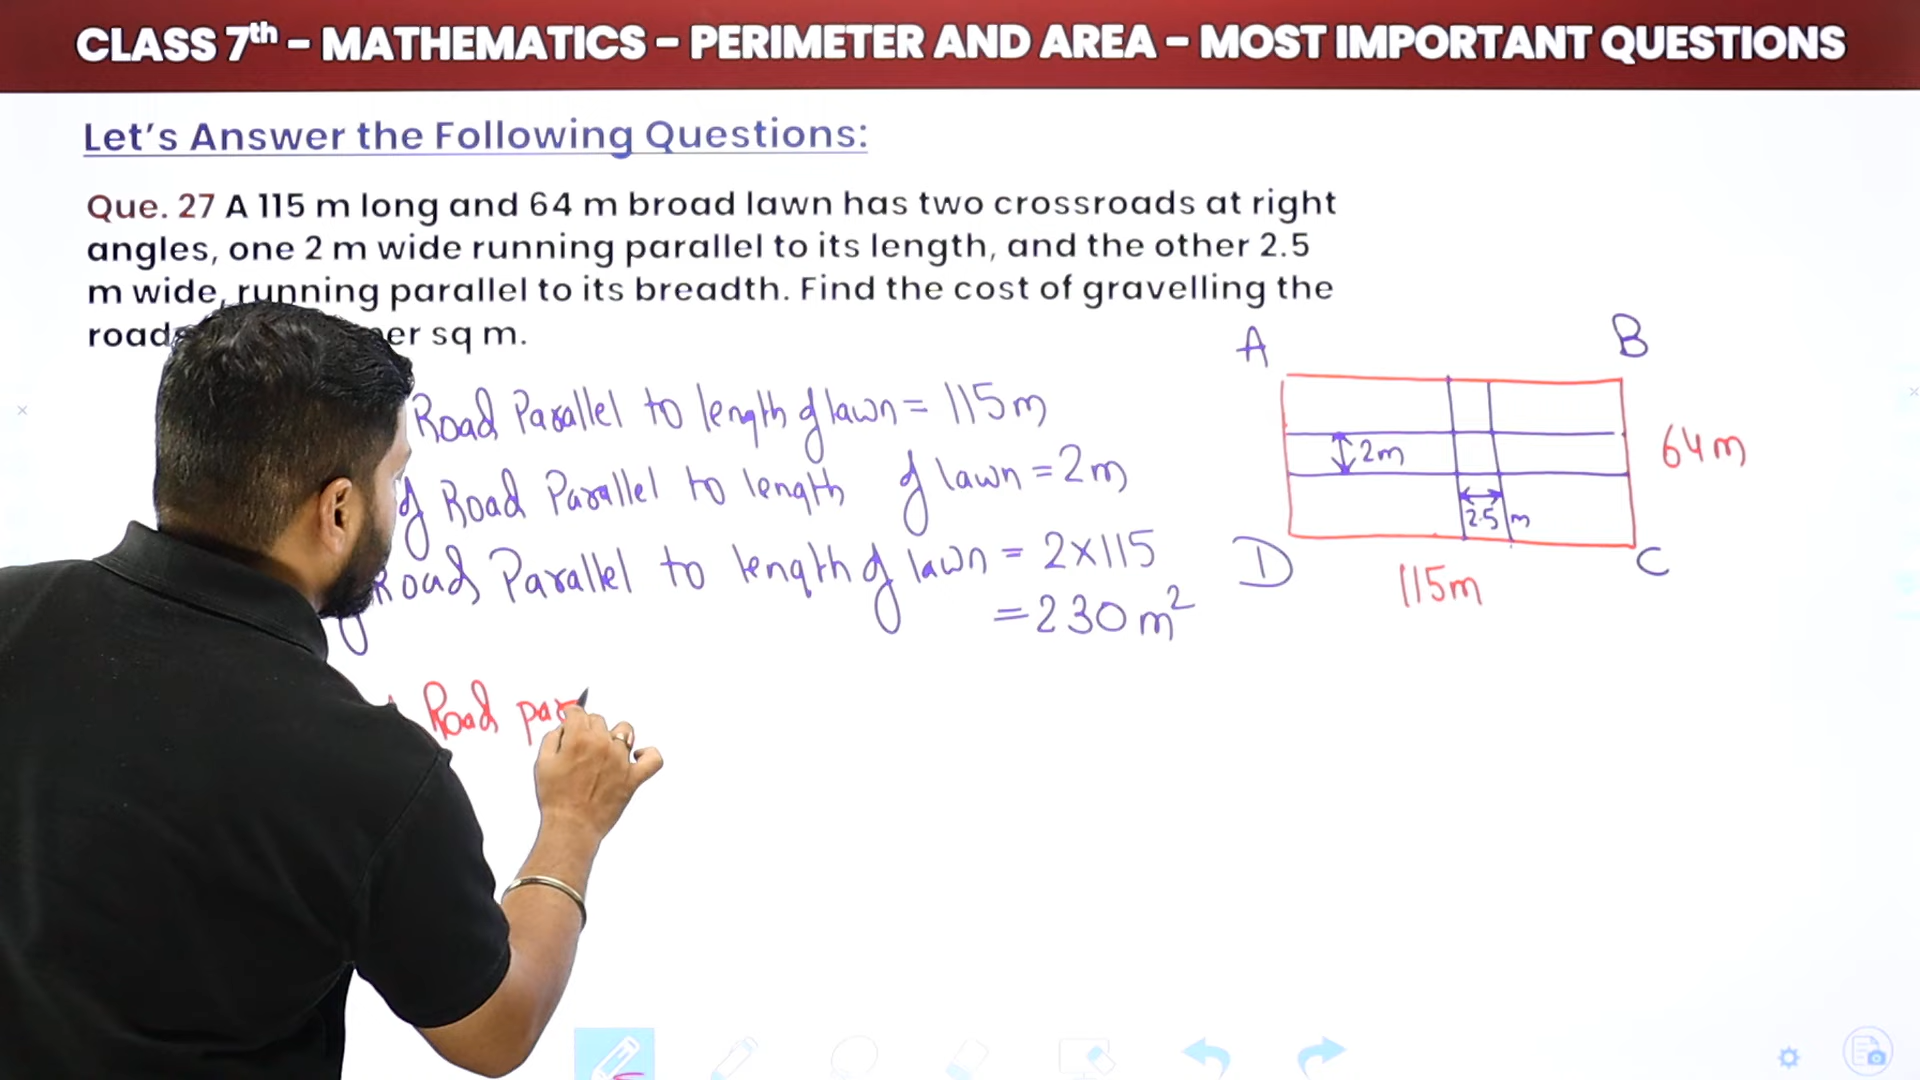 CLASS 7th – MATHEMATICS – PERIMETER AND AREA – MOST IMPORTANT QUESTIONS
Let's Answer the Following Questions:
Que. 27 A 115 m long and 64 m broad lawn has two crossroads at right
angles, one 2 m wide running parallel to its length, and the other 2.5
m wide, running parallel to its breadth. Find the cost of gravelling the
roads er sq m.
Road Parallel to length of lawn = 115m
of Road Parallel to length of lawn = 2m
Road Parallel to length of lawn = 2×115
= 230 m²
Road par
A
B
2m
64m
2.5 m
D
C
115m